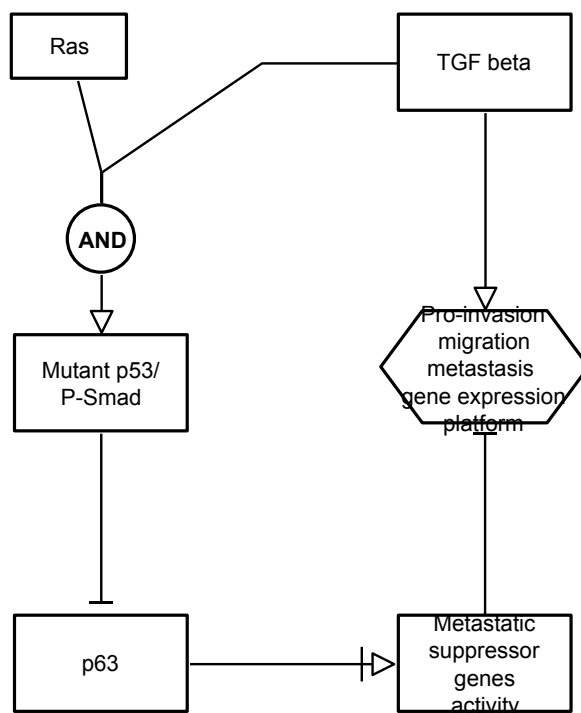 Ras
TGF beta
AND
Mutant p53/
P-Smad
Pro-invasion
migration
metastasis
gene expression
platform
p63
Metastatic
suppressor
genes
activity